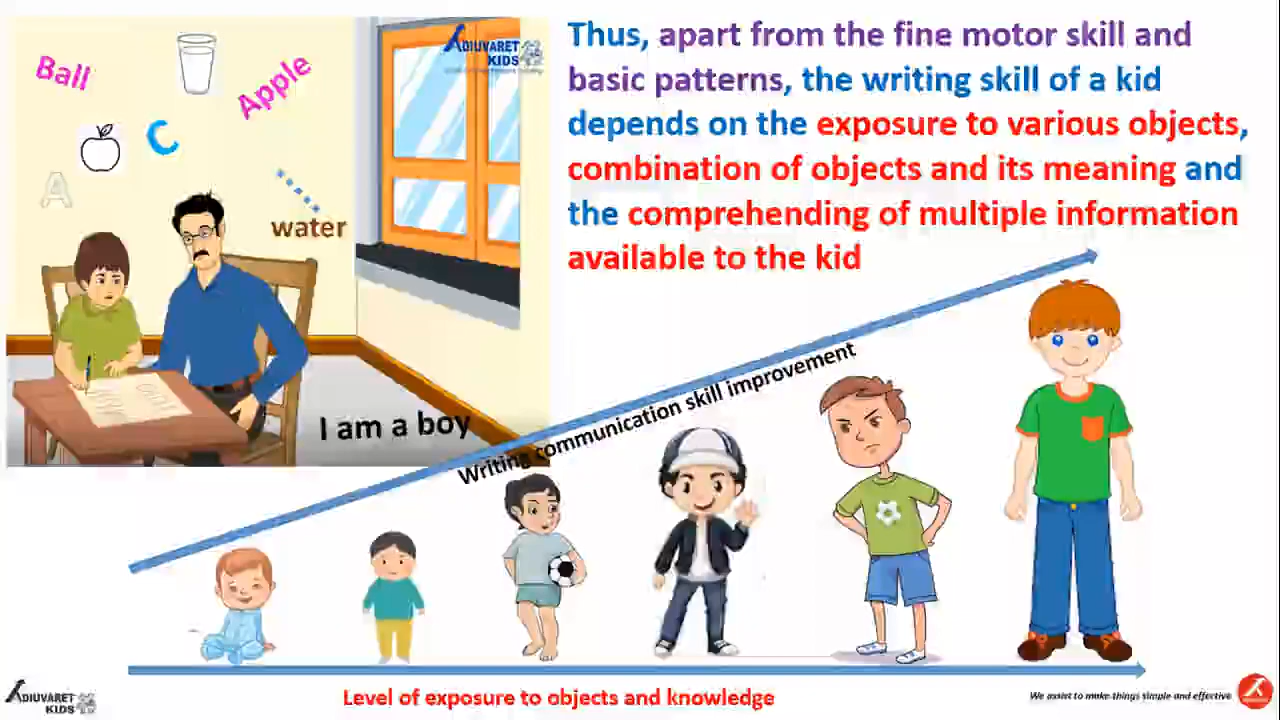 Thus, apart from the fine motor skill and
basic patterns, the writing skill of a kid
depends on the exposure to various objects,
combination of objects and its meaning and
the comprehending of multiple information
available to the kid
Ball
Apple
C
A
water
I am a boy
ADIUVARET
KIDS
Writing communication skill improvement
Level of exposure to objects and knowledge
ADIUVARET
KIDS
We assist to make things simple and effective